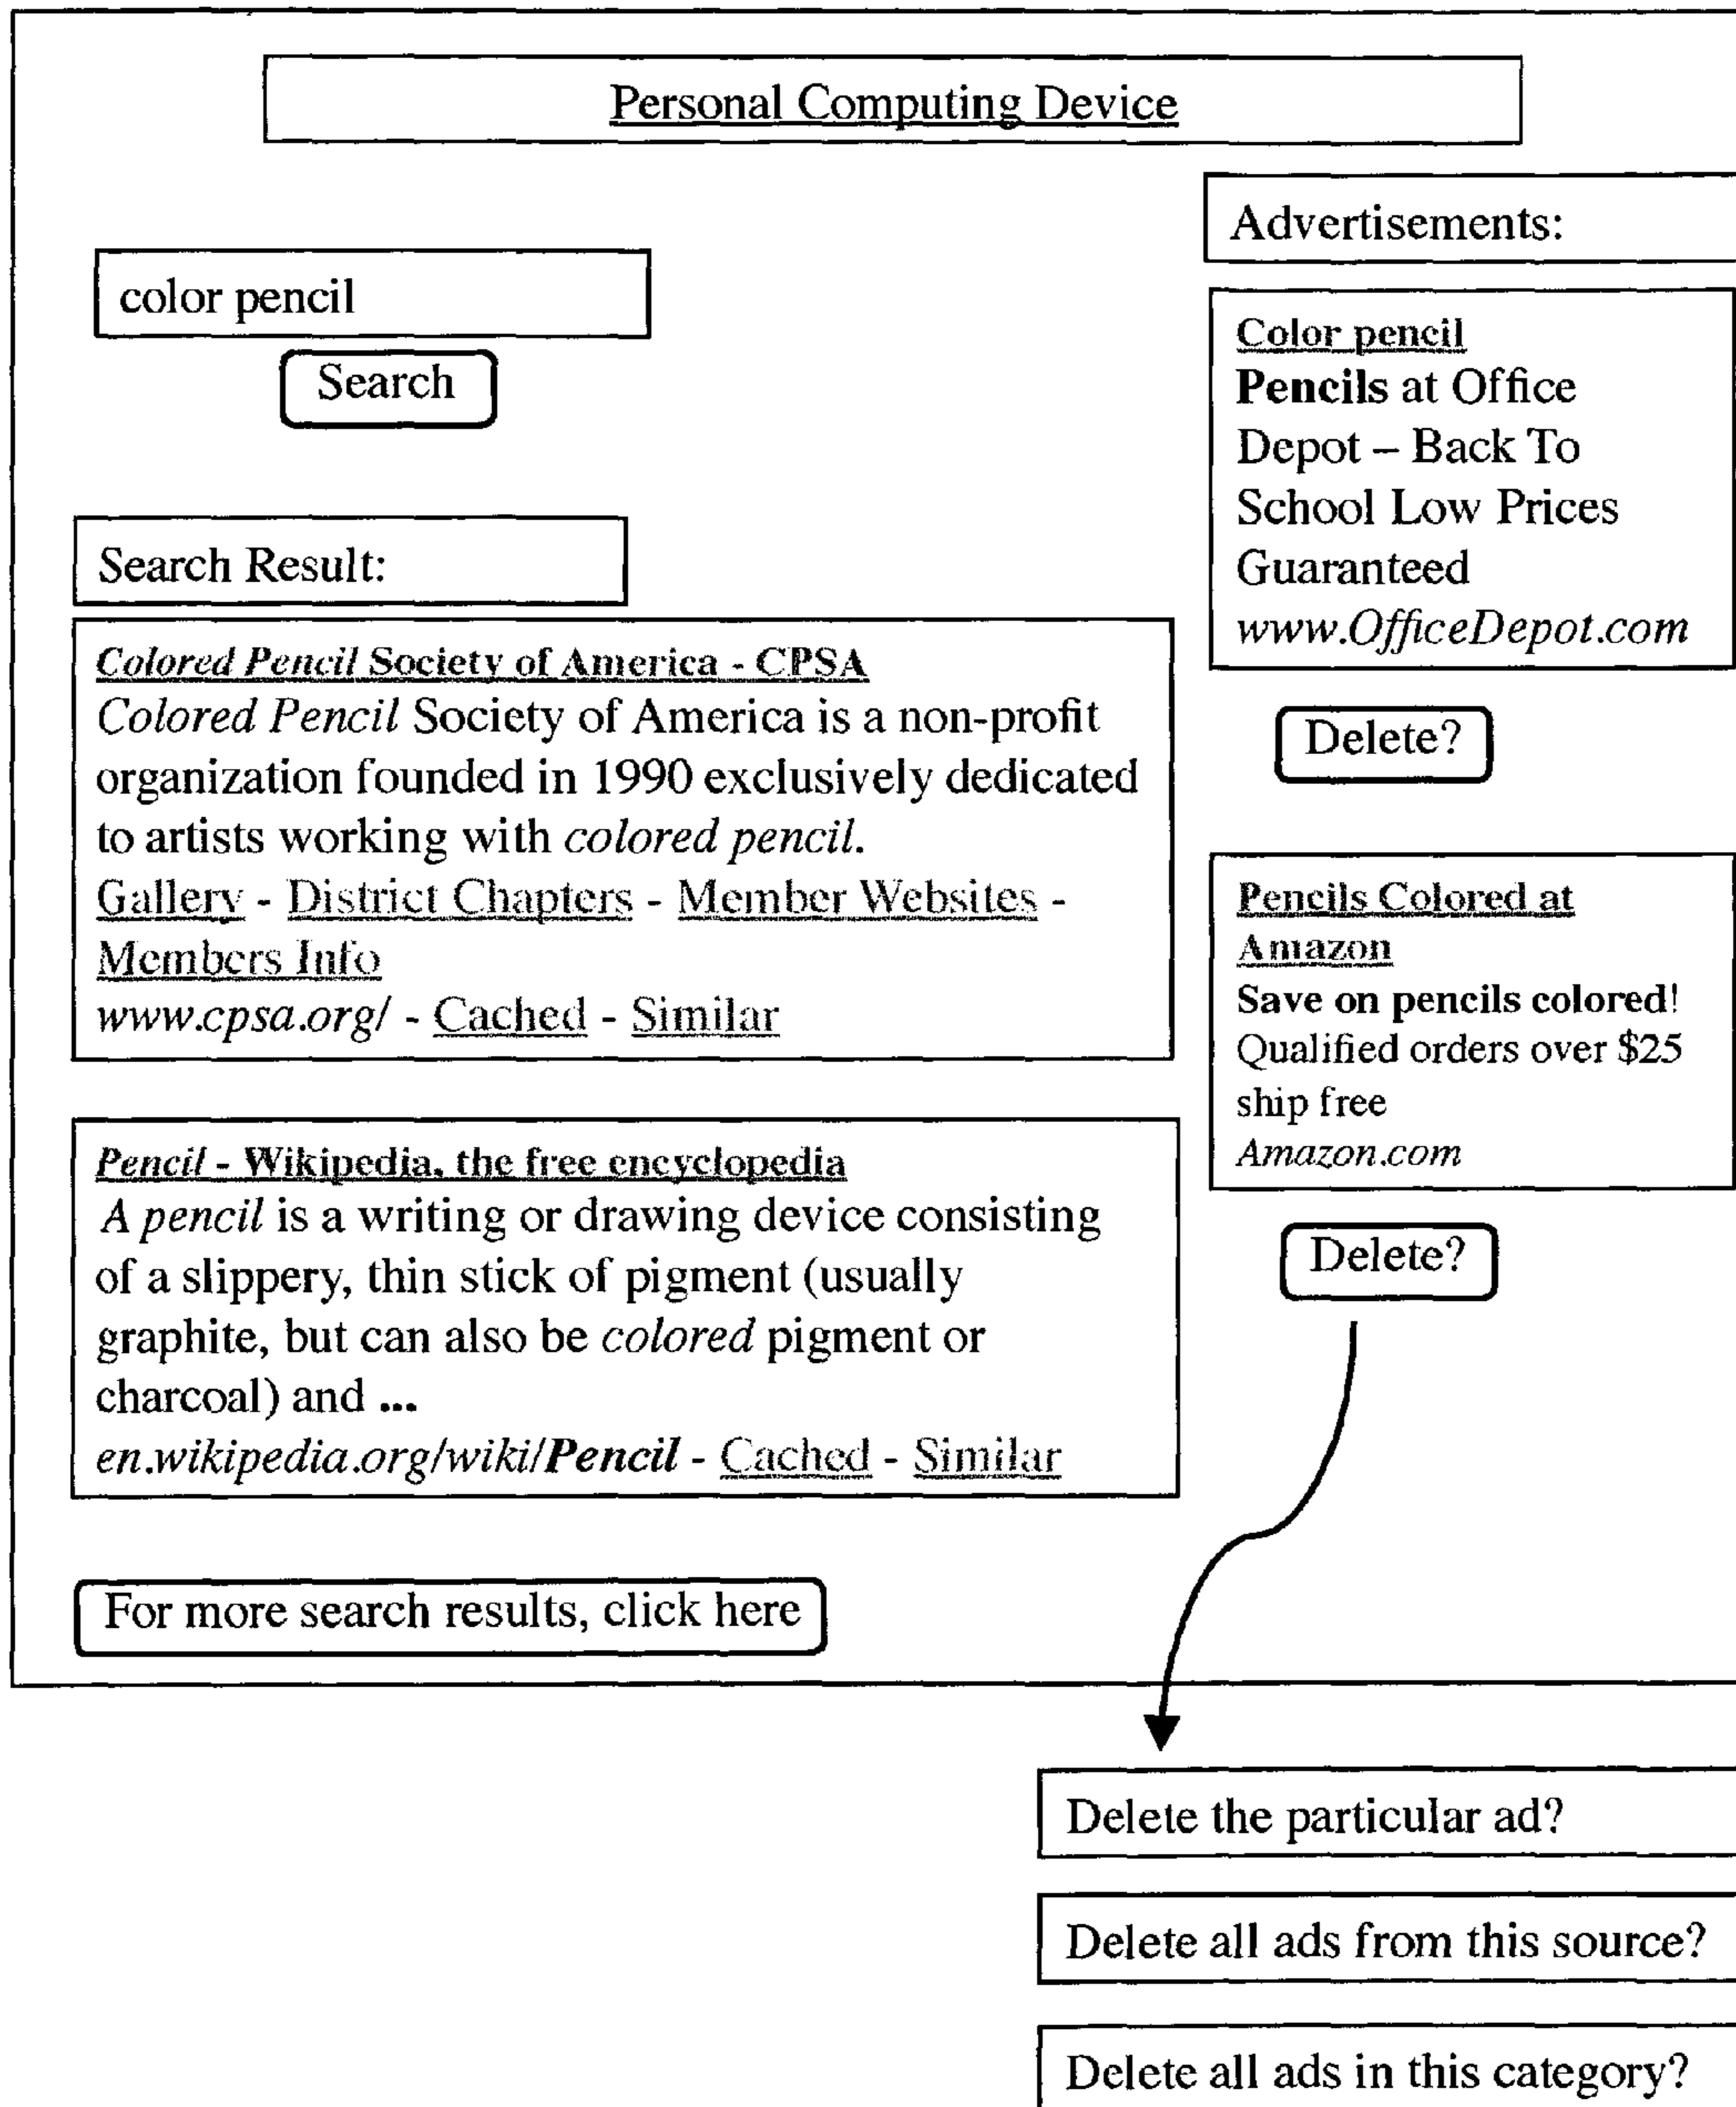 Personal Computing Device
color pencil
Search
Search Result:
Colored Pencil Society of America - CPSA
Colored Pencil Society of America is a non-profit
organization founded in 1990 exclusively dedicated
to artists working with colored pencil.
Gallery - District Chapters - Member Websites -
Members Info
www.cpsa.org/ - Cached - Similar
Pencil - Wikipedia, the free encyclopedia
A pencil is a writing or drawing device consisting
of a slippery, thin stick of pigment (usually
graphite, but can also be colored pigment or
charcoal) and ...
en.wikipedia.org/wiki/Pencil - Cached - Similar
For more search results, click here
Advertisements:
Color pencil
Pencils at Office
Depot – Back To
School Low Prices
Guaranteed
www.OfficeDepot.com
Delete?
Pencils Colored at
Amazon
Save on pencils colored!
Qualified orders over $25
ship free
Amazon.com
Delete?
Delete the particular ad?
Delete all ads from this source?
Delete all ads in this category?